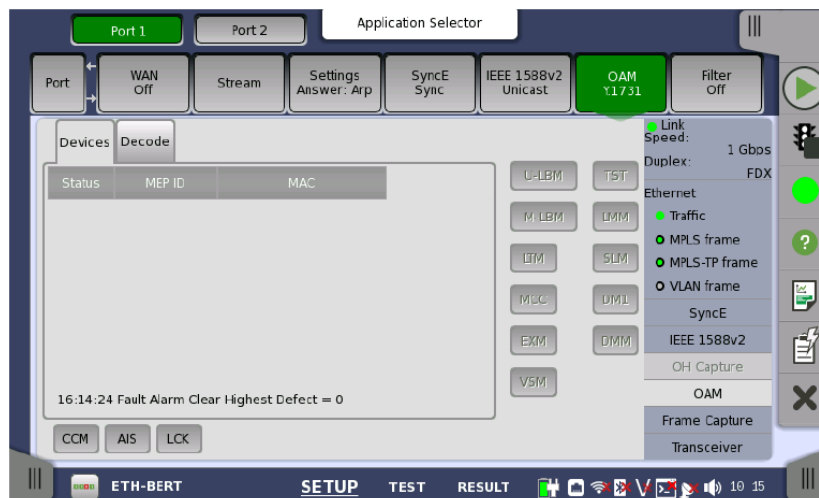 Application Selector
Port 1
Port 2
Port
WAN
Off
Stream
Settings
Answer: Arp
SyncE
Sync
IEEE 1588v2
Unicast
OAM
Y.1731
Filter
Off
Devices
Decode
Status
MEP ID
MAC
U-LBM
TST
M LBM
LMM
LTM
SLM
MCC
DM1
EXM
DMM
VSM
16:14:24 Fault Alarm Clear Highest Defect = 0
CCM
AIS
LCK
Link
Speed:
1 Gbps
Duplex:
FDX
Ethernet
Traffic
MPLS frame
MPLS-TP frame
VLAN frame
SyncE
IEEE 1588v2
OH Capture
OAM
Frame Capture
Transceiver
ETH-BERT
SETUP
TEST
RESULT
10 15